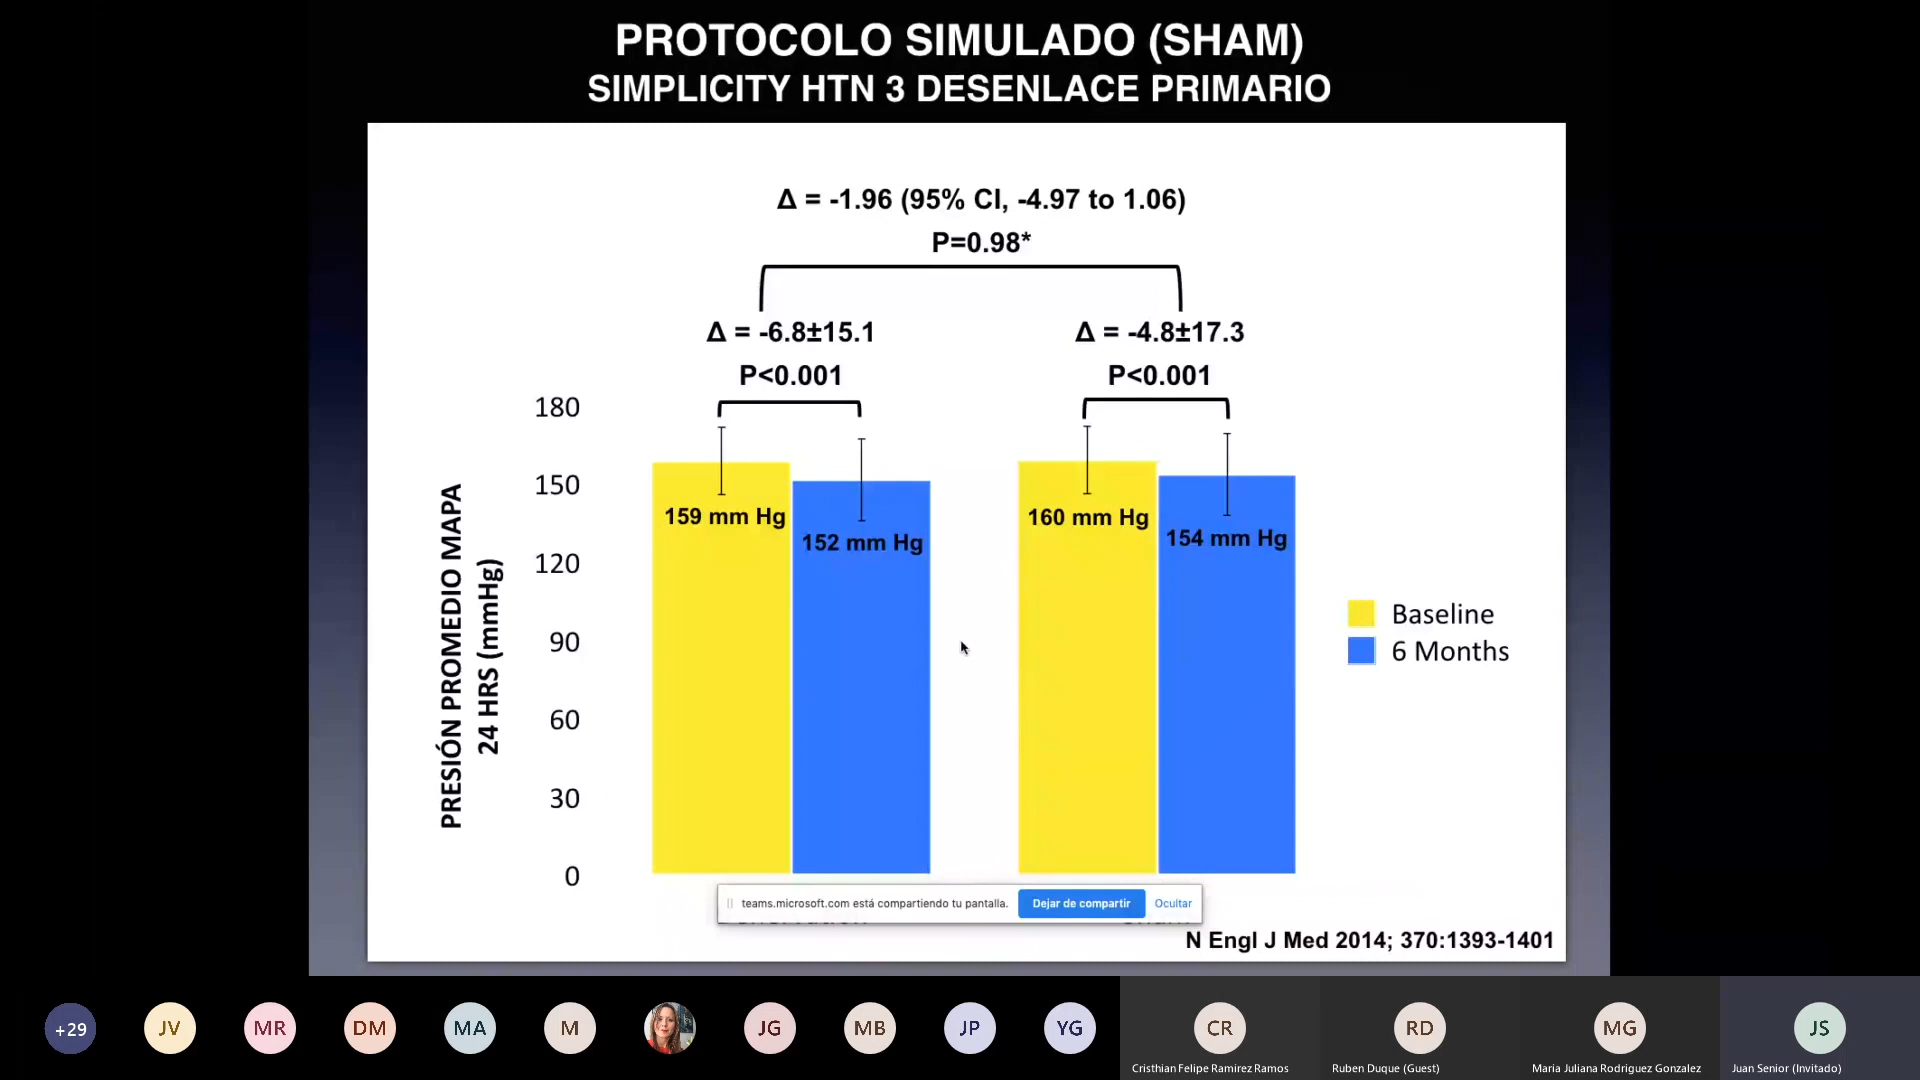 PROTOCOLO SIMULADO (SHAM)
SIMPLICITY HTN 3 DESENLACE PRIMARIO
Δ = -1.96 (95% CI, -4.97 to 1.06)
P=0.98*
Δ = -6.8±15.1
P<0.001
Δ = -4.8±17.3
P<0.001
PRESIÓN PROMEDIO MAPA
24 HRS (mmHg)
180
150
120
90
60
30
0
159 mm Hg
152 mm Hg
160 mm Hg
154 mm Hg
Baseline
6 Months
teams.microsoft.com está compartiendo tu pantalla.
Dejar de compartir
Ocultar
N Engl J Med 2014; 370:1393-1401
+29
JV
MR
DM
MA
M
JG
MB
JP
YG
CR
Cristhian Felipe Ramirez Ramos
RD
Ruben Duque (Guest)
MG
Maria Juliana Rodriguez Gonzalez
JS
Juan Senior (Invitado)